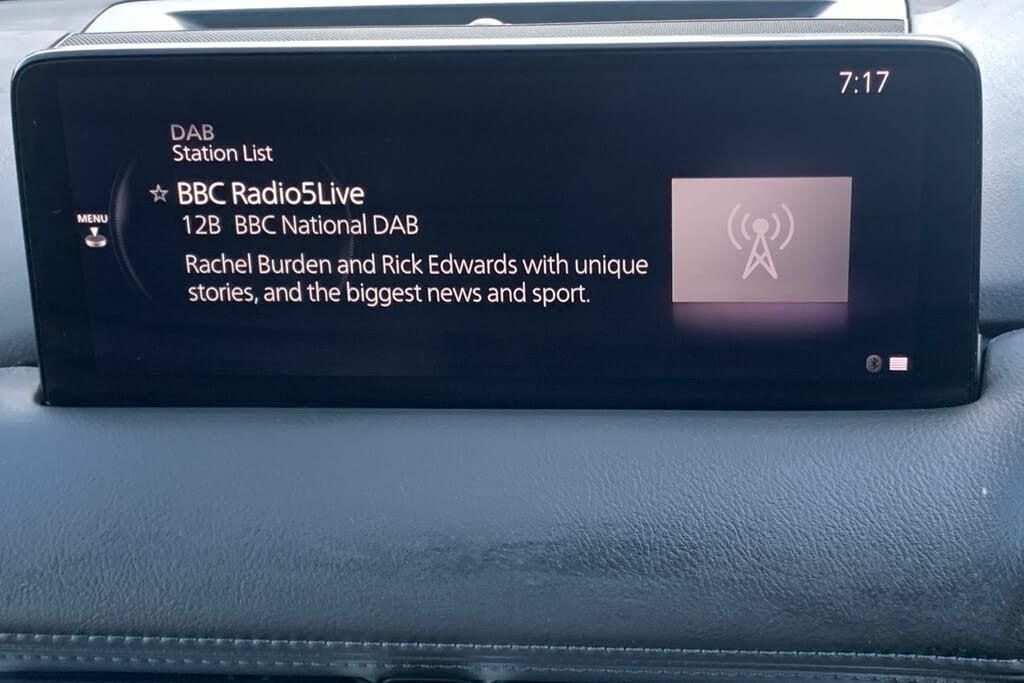 7:17
DAB
Station List
☆ BBC Radio5Live
MENU
12B BBC National DAB
Rachel Burden and Rick Edwards with unique
stories, and the biggest news and sport.